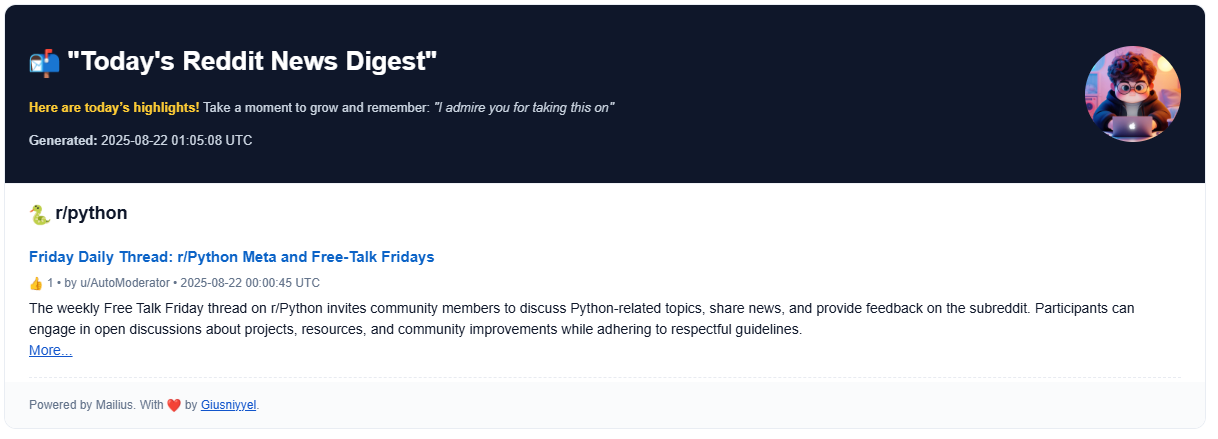 📬 "Today's Reddit News Digest"
Here are today’s highlights! Take a moment to grow and remember: "I admire you for taking this on"
Generated: 2025-08-22 01:05:08 UTC
🐍 r/python
Friday Daily Thread: r/Python Meta and Free-Talk Fridays
👍 1 • by u/AutoModerator • 2025-08-22 00:00:45 UTC
The weekly Free Talk Friday thread on r/Python invites community members to discuss Python-related topics, share news, and provide feedback on the subreddit. Participants can
engage in open discussions about projects, resources, and community improvements while adhering to respectful guidelines.
More...
Powered by Mailius. With ❤️ by Giusniyyel.